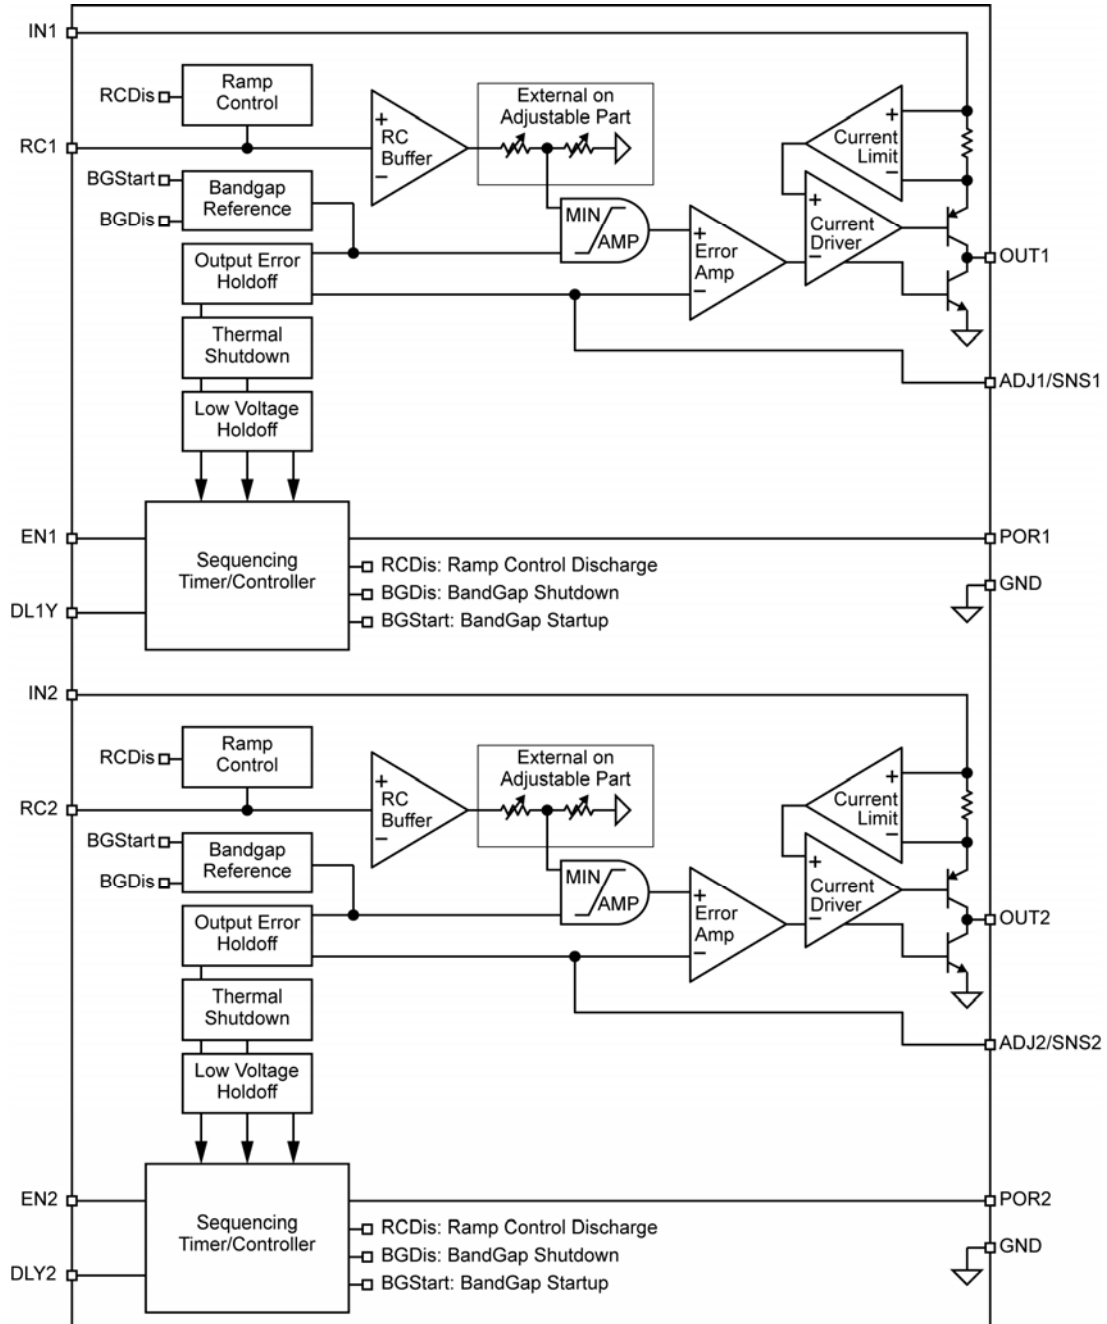 IN1
RCDis
Ramp
Control
RC1
+
RC
Buffer
−
External on
Adjustable Part
+
Current
Limit
−
BGStart
BGDis
Bandgap
Reference
MIN
AMP
+
Error
Amp
−
+
Current
Driver
−
OUT1
Output Error
Holdoff
Thermal
Shutdown
ADJ1/SNS1
Low Voltage
Holdoff
EN1
Sequencing
Timer/Controller
POR1
RCDis: Ramp Control Discharge
BGDis: BandGap Shutdown
BGStart: BandGap Startup
GND
DL1Y
IN2
RCDis
Ramp
Control
RC2
+
RC
Buffer
−
External on
Adjustable Part
+
Current
Limit
−
BGStart
BGDis
Bandgap
Reference
MIN
AMP
+
Error
Amp
−
+
Current
Driver
−
OUT2
Output Error
Holdoff
Thermal
Shutdown
ADJ2/SNS2
Low Voltage
Holdoff
EN2
Sequencing
Timer/Controller
POR2
RCDis: Ramp Control Discharge
BGDis: BandGap Shutdown
BGStart: BandGap Startup
GND
DLY2